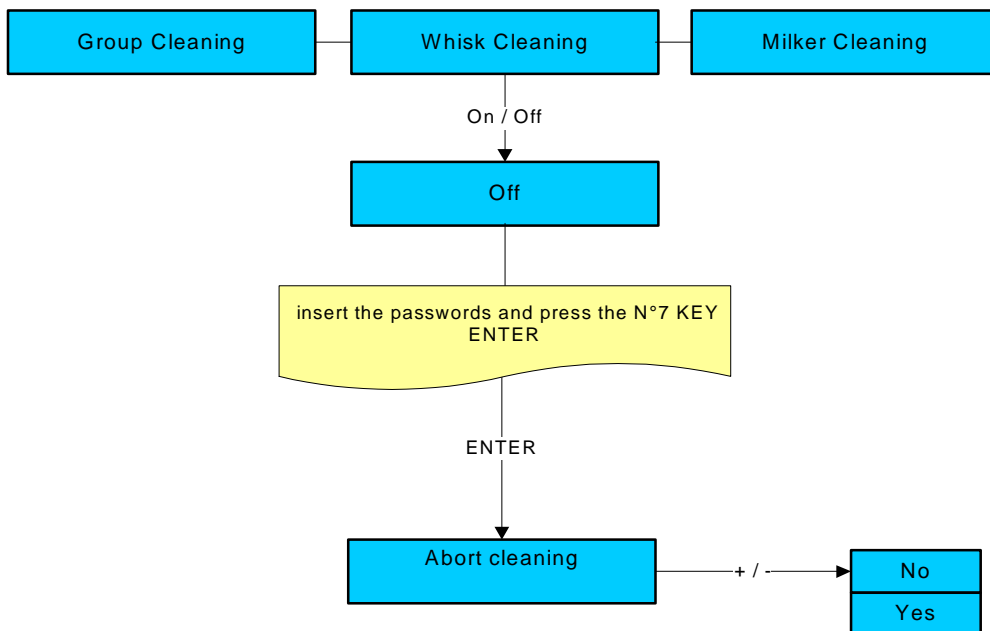 Group Cleaning
Whisk Cleaning
Milker Cleaning
On / Off
Off
insert the passwords and press the N°7 KEY
ENTER
ENTER
Abort cleaning
+ / -
No
Yes